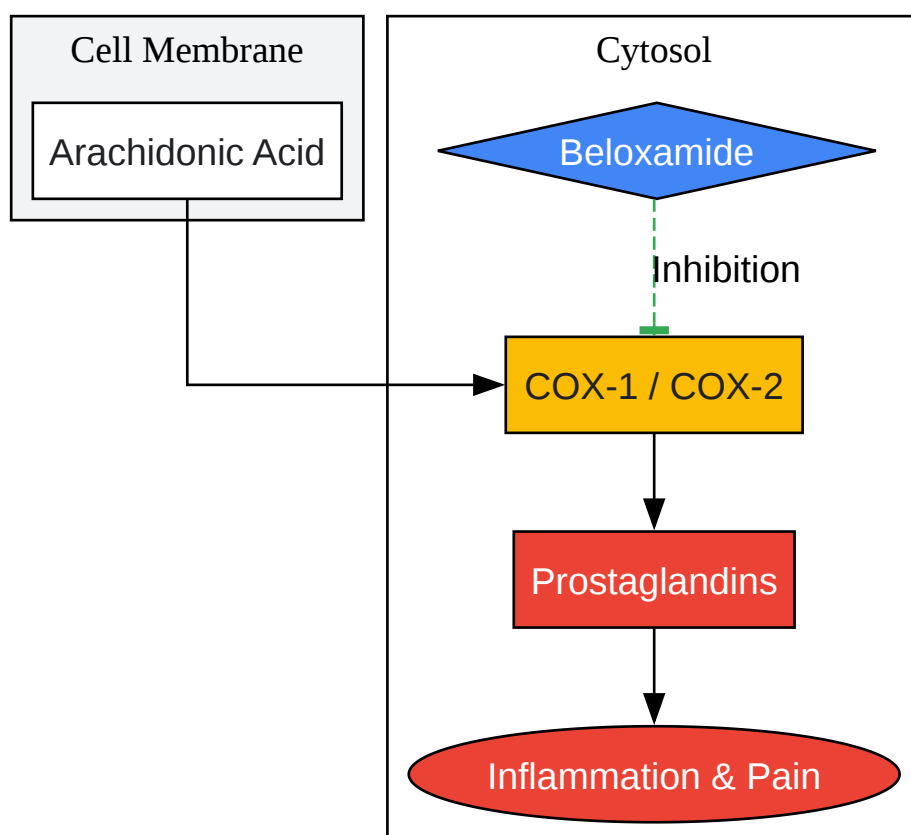 Cell Membrane
Arachidonic Acid
Cytosol
Beloxamide
Inhibition
COX-1 / COX-2
Prostaglandins
Inflammation & Pain